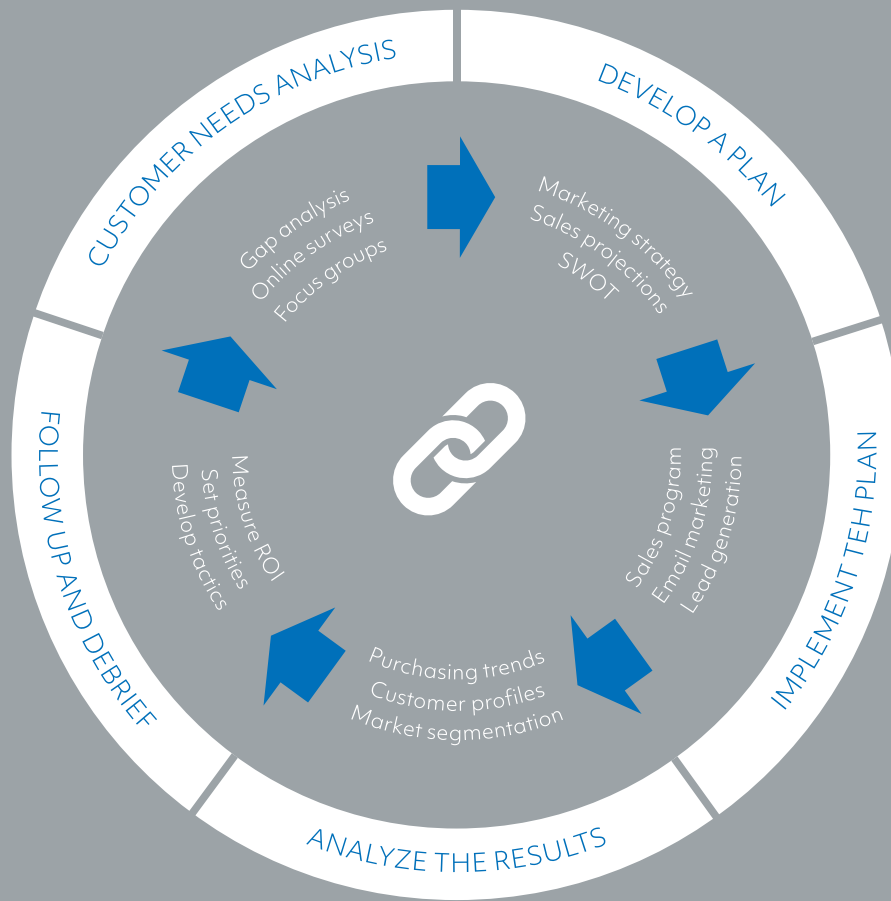 CUSTOMER NEEDS ANALYSIS
Gap analysis
Online surveys
Focus groups
DEVELOP A PLAN
Marketing strategy
Sales projections
SWOT
IMPLEMENT TEH PLAN
Sales program
Email marketing
Lead generation
ANALYZE THE RESULTS
Purchasing trends
Customer profiles
Market segmentation
FOLLOW UP AND DEBRIEF
Measure ROI
Set priorities
Develop tactics